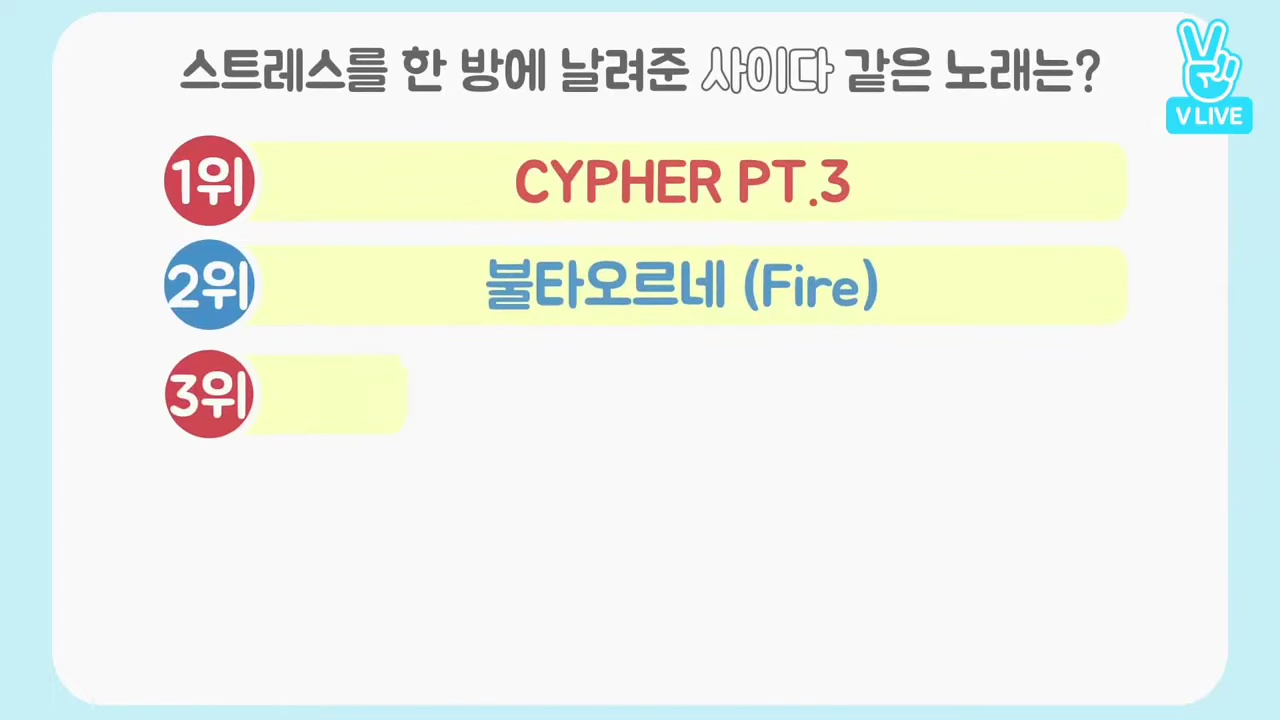 스트레스를 한 방에 날려준 사이다 같은 노래는?
V LIVE
1위 CYPHER PT.3
2위 불타오르네 (Fire)
3위